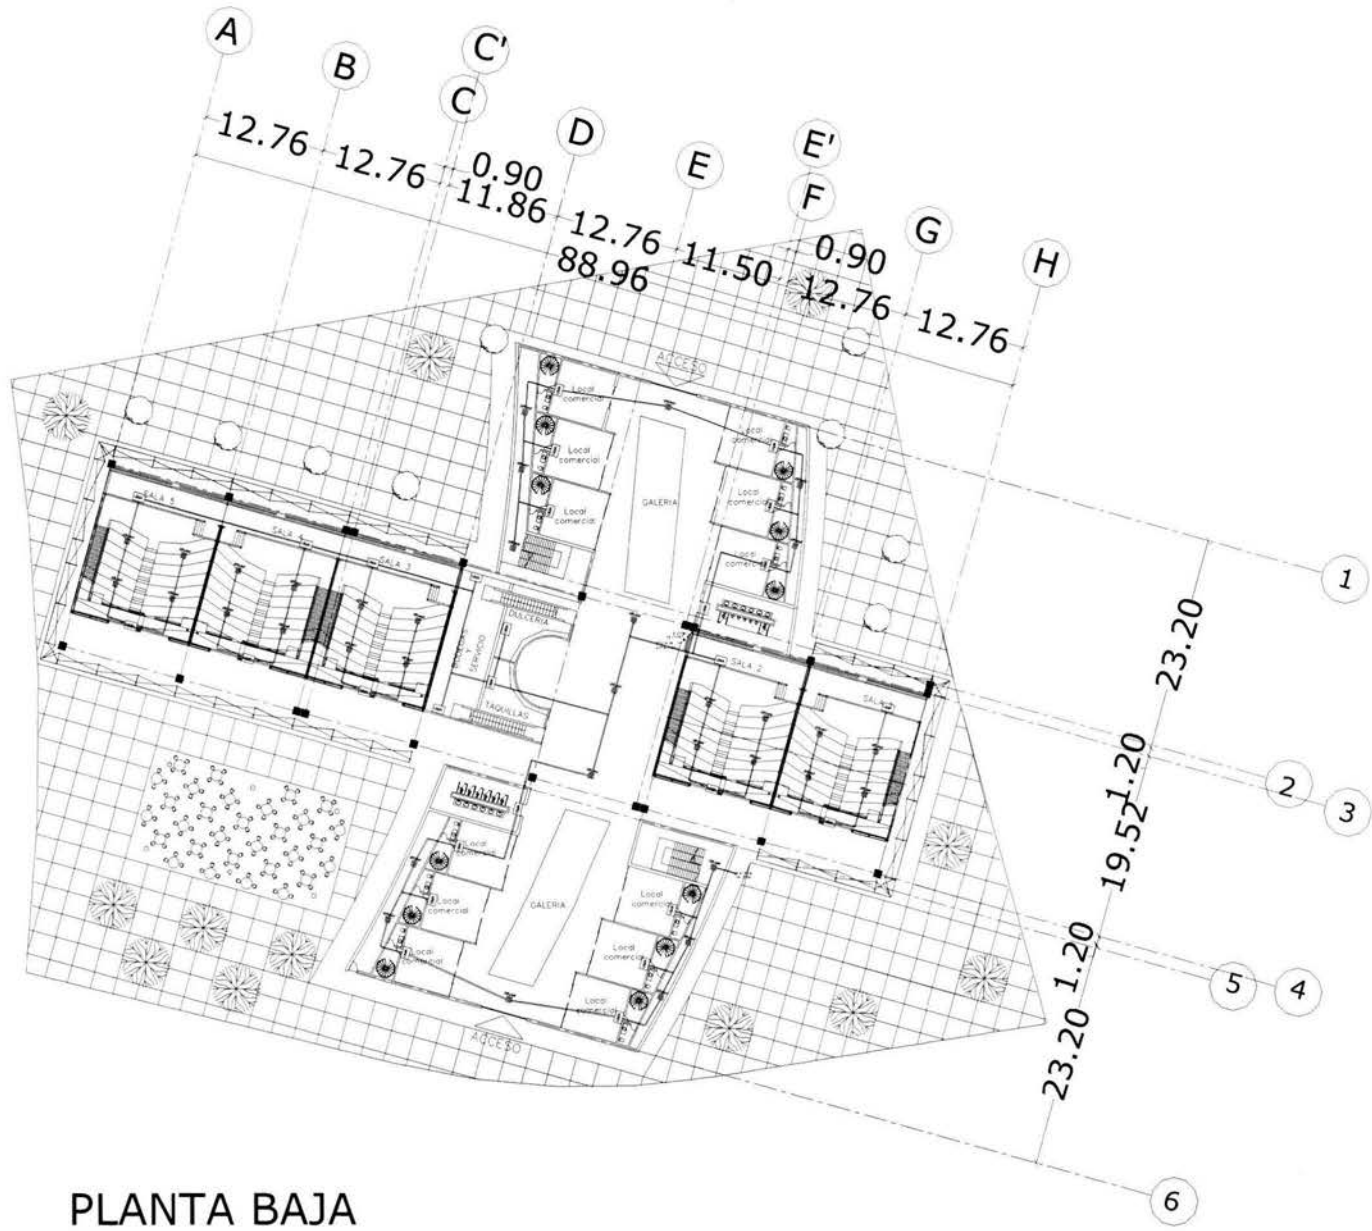 A
B
C'
C
D
E
E'
F
G
H
12.76
12.76
0.90
11.86
12.76
11.50
0.90
12.76
12.76
88.96
ACCESO
Local
comercial
Local
comercial
Local
comercial
GALERIA
Local
comercial
Local
comercial
Local
comercial
SALA 5
SALA 4
SALA 3
DULCERIA
Y
SERVICIO
TAQUILLAS
SALA 2
Local
comercial
Local
comercial
Local
comercial
GALERIA
Local
comercial
Local
comercial
Local
comercial
ACCESO
1
23.20
2
1.20
3
19.52
1.20
5
4
23.20
6
PLANTA BAJA